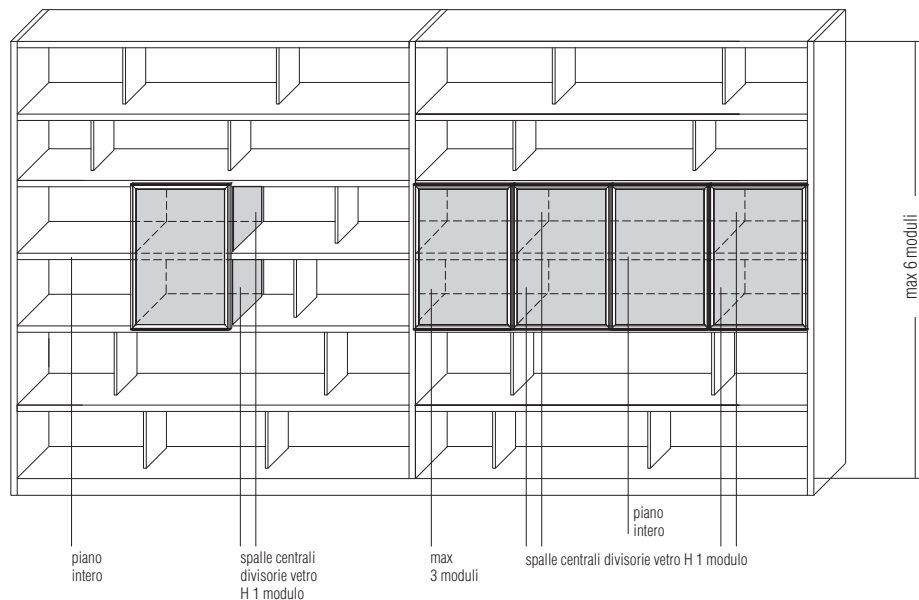 max 6 moduli
piano
intero
piano
intero
spalle centrali
divisorie vetro
H 1 modulo
max
3 moduli
spalle centrali divisorie vetro H 1 modulo